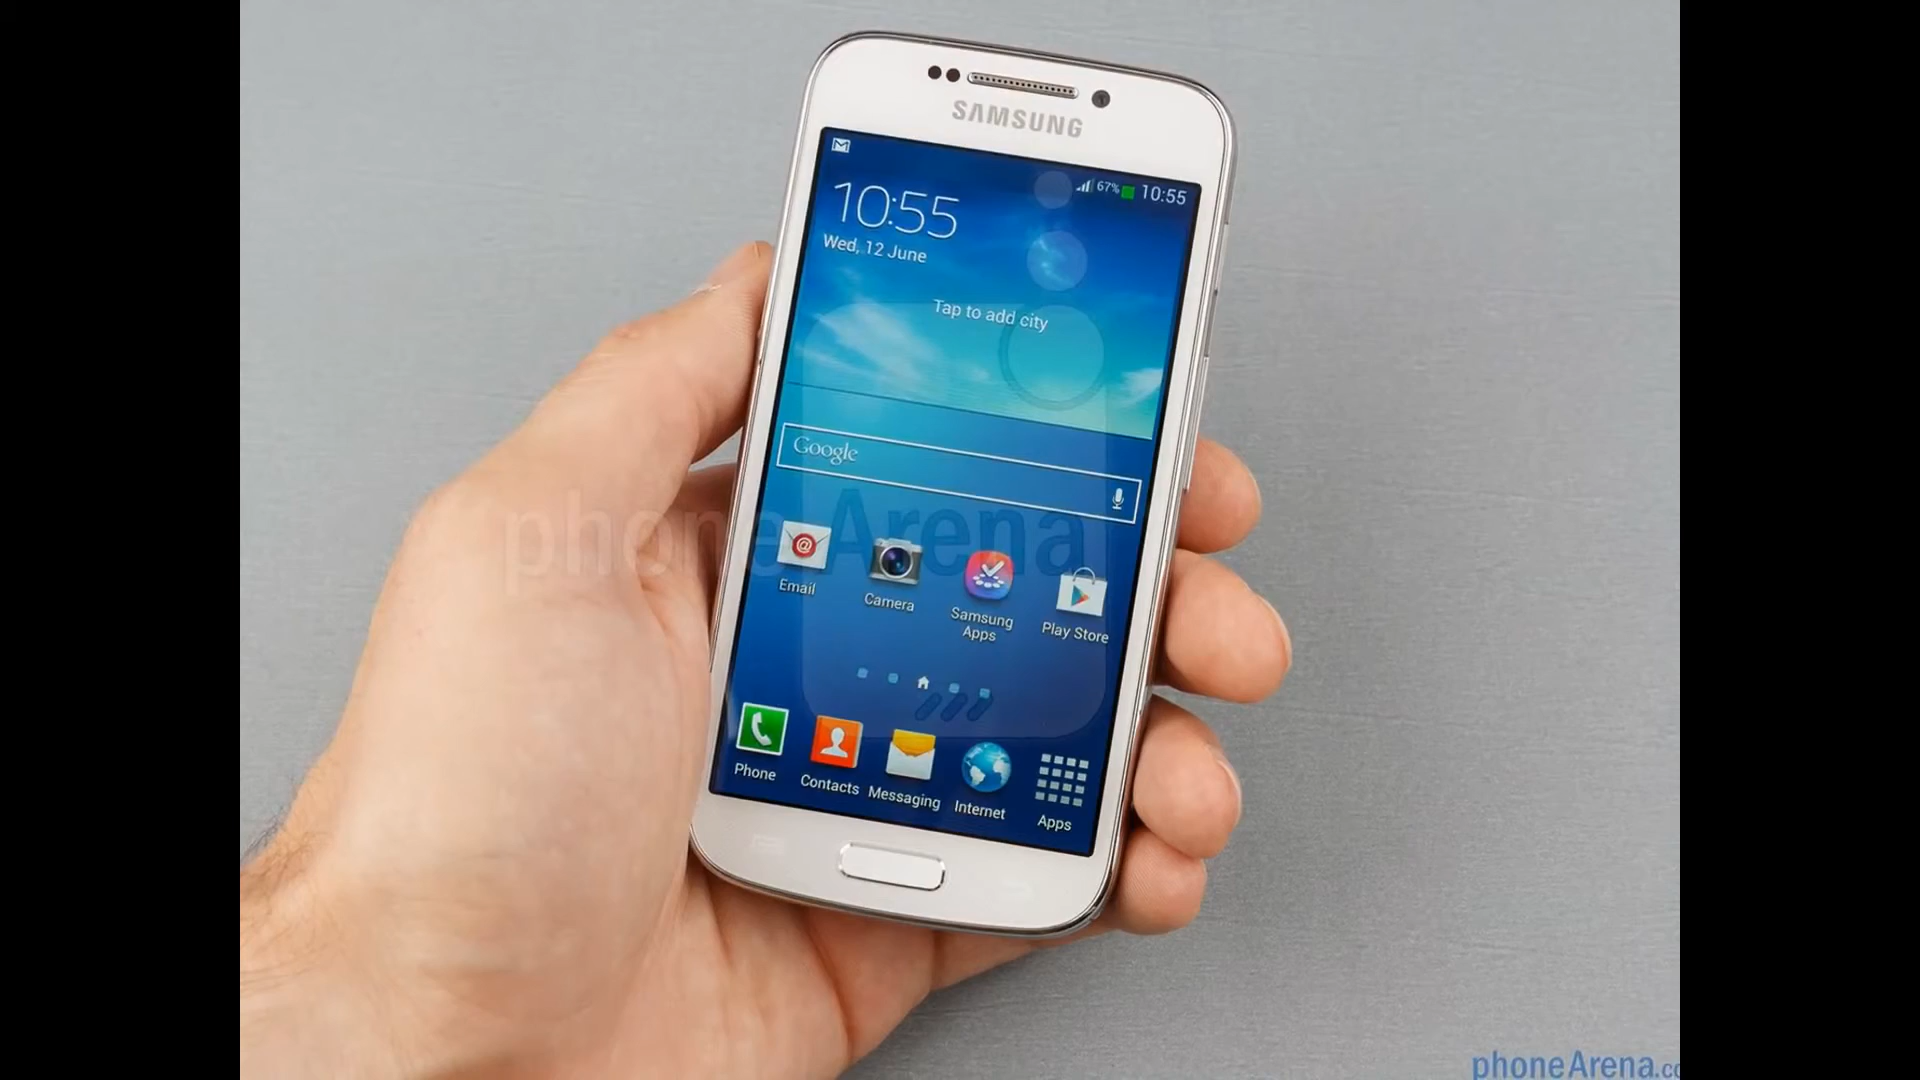 SAMSUNG
67% 10:55
10:55
Wed, 12 June
Tap to add city
Google
phoneArena
Email
Camera
Samsung
Apps
Play Store
Phone
Contacts
Messaging
Internet
Apps
phoneArena.co